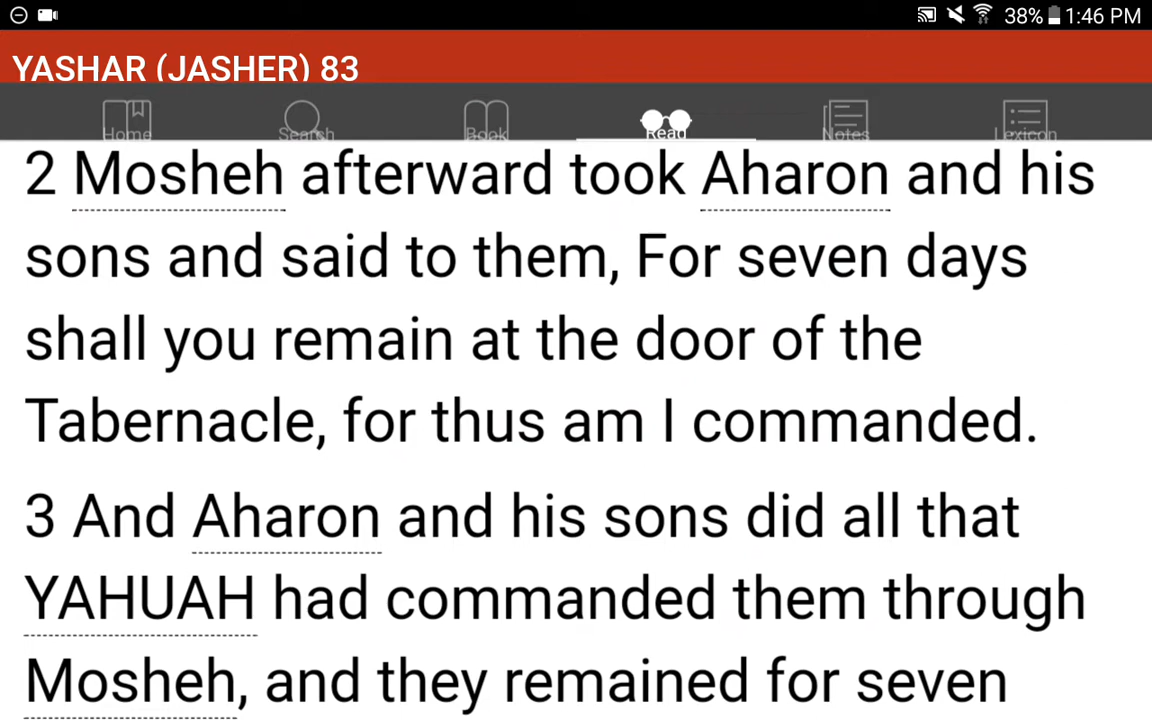 38% 1:46 PM
YASHAR (JASHER) 83
Home Search Book Read Notes Lexicon
2 Mosheh afterward took Aharon and his
sons and said to them, For seven days
shall you remain at the door of the
Tabernacle, for thus am I commanded.
3 And Aharon and his sons did all that
YAHUAH had commanded them through
Mosheh, and they remained for seven